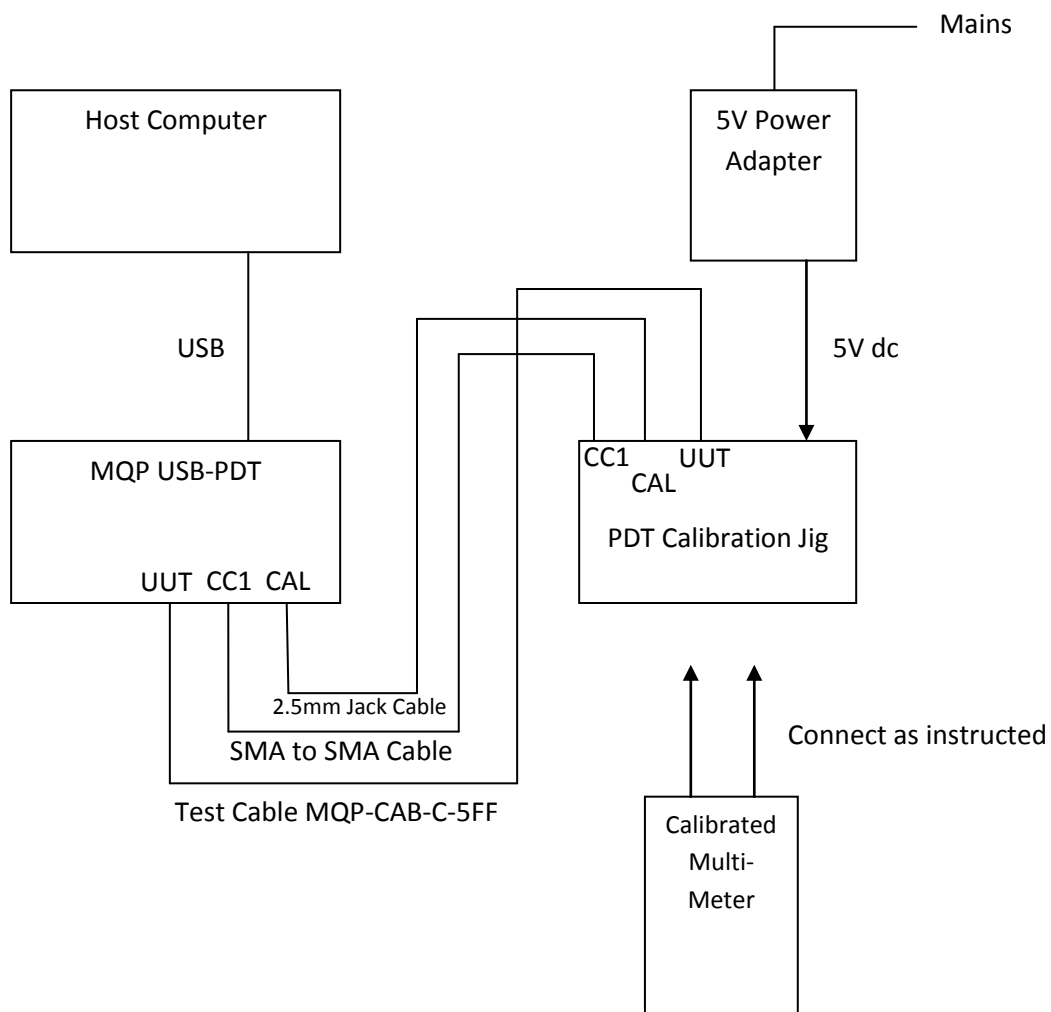 Mains
Host Computer
5V Power
Adapter
USB
5V dc
MQP USB-PDT
UUT CC1 CAL
CC1
CAL
UUT
PDT Calibration Jig
2.5mm Jack Cable
SMA to SMA Cable
Test Cable MQP-CAB-C-5FF
Connect as instructed
Calibrated
Multi-
Meter